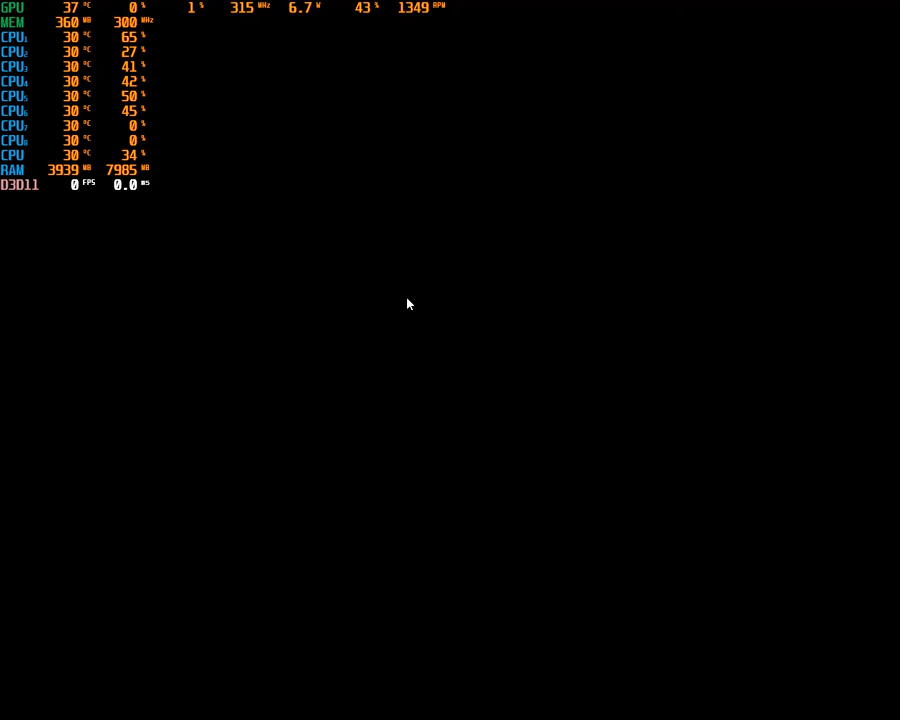 GPU 37 °C 0 % 1 % 315 MHz 6.7 W 43 % 1349 RPM
MEM 360 MB 300 MHz
CPU1 30 °C 65 %
CPU2 30 °C 27 %
CPU3 30 °C 41 %
CPU4 30 °C 42 %
CPU5 30 °C 50 %
CPU6 30 °C 45 %
CPU7 30 °C 0 %
CPU8 30 °C 0 %
CPU 30 °C 34 %
RAM 3939 MB 7985 MB
D3D11 0 FPS 0.0 ms